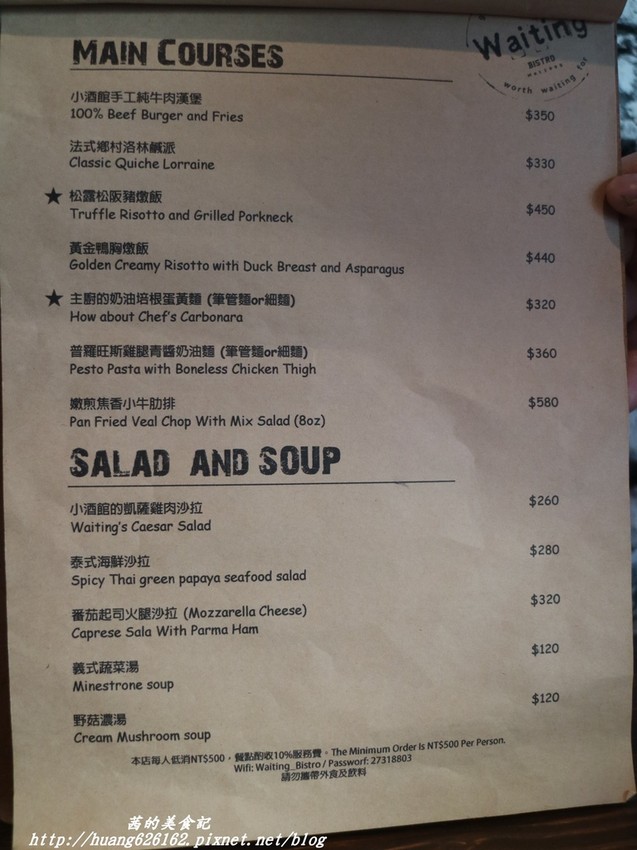 Waiting
BISTRO
worth waiting for
MAIN COURSES
小酒館手工純牛肉漢堡
100% Beef Burger and Fries
$350
法式鄉村洛林鹹派
Classic Quiche Lorraine
$330
★ 松露松阪豬燉飯
Truffle Risotto and Grilled Porkneck
$450
黃金鴨胸燉飯
Golden Creamy Risotto with Duck Breast and Asparagus
$440
★ 主廚的奶油培根蛋黃麵 (筆管麵or細麵)
How about Chef's Carbonara
$320
普羅旺斯雞腿青醬奶油麵 (筆管麵or細麵)
Pesto Pasta with Boneless Chicken Thigh
$360
嫩煎焦香小牛肋排
Pan Fried Veal Chop With Mix Salad (8oz)
$580
SALAD AND SOUP
小酒館的凱薩雞肉沙拉
Waiting's Caesar Salad
$260
泰式海鮮沙拉
Spicy Thai green papaya seafood salad
$280
番茄起司火腿沙拉 (Mozzarella Cheese)
Caprese Sala With Parma Ham
$320
義式蔬菜湯
Minestrone soup
$120
野菇濃湯
Cream Mushroom soup
$120
本店每人低消NT$500，餐點酌收10%服務費。The Minimum Order Is NT$500 Per Person.
Wifi: Waiting_Bistro / Passworf: 27318803
請勿攜帶外食及飲料
茜的美食記
http://huang626162.pixnet.net/blog